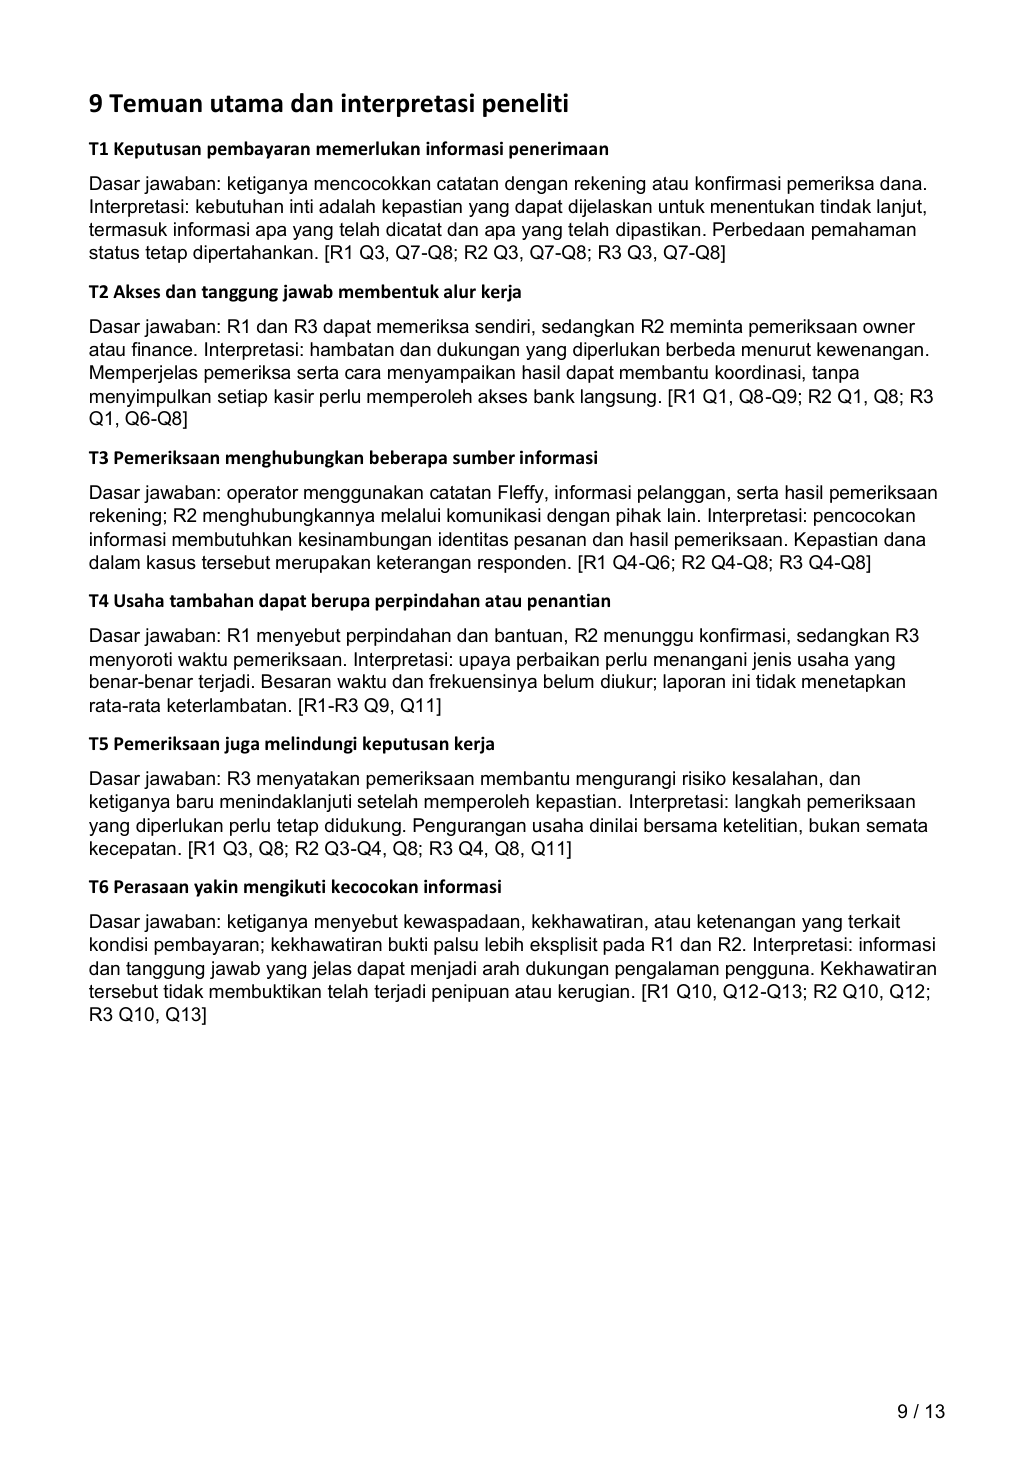 9 Temuan utama dan interpretasi peneliti
T1 Keputusan pembayaran memerlukan informasi penerimaan
Dasar jawaban: ketiganya mencocokkan catatan dengan rekening atau konfirmasi pemeriksa dana.
Interpretasi: kebutuhan inti adalah kepastian yang dapat dijelaskan untuk menentukan tindak lanjut,
termasuk informasi apa yang telah dicatat dan apa yang telah dipastikan. Perbedaan pemahaman
status tetap dipertahankan. [R1 Q3, Q7-Q8; R2 Q3, Q7-Q8; R3 Q3, Q7-Q8]
T2 Akses dan tanggung jawab membentuk alur kerja
Dasar jawaban: R1 dan R3 dapat memeriksa sendiri, sedangkan R2 meminta pemeriksaan owner
atau finance. Interpretasi: hambatan dan dukungan yang diperlukan berbeda menurut kewenangan.
Memperjelas pemeriksa serta cara menyampaikan hasil dapat membantu koordinasi, tanpa
menyimpulkan setiap kasir perlu memperoleh akses bank langsung. [R1 Q1, Q8-Q9; R2 Q1, Q8; R3
Q1, Q6-Q8]
T3 Pemeriksaan menghubungkan beberapa sumber informasi
Dasar jawaban: operator menggunakan catatan Fleffy, informasi pelanggan, serta hasil pemeriksaan
rekening; R2 menghubungkannya melalui komunikasi dengan pihak lain. Interpretasi: pencocokan
informasi membutuhkan kesinambungan identitas pesanan dan hasil pemeriksaan. Kepastian dana
dalam kasus tersebut merupakan keterangan responden. [R1 Q4-Q6; R2 Q4-Q8; R3 Q4-Q8]
T4 Usaha tambahan dapat berupa perpindahan atau penantian
Dasar jawaban: R1 menyebut perpindahan dan bantuan, R2 menunggu konfirmasi, sedangkan R3
menyoroti waktu pemeriksaan. Interpretasi: upaya perbaikan perlu menangani jenis usaha yang
benar-benar terjadi. Besaran waktu dan frekuensinya belum diukur; laporan ini tidak menetapkan
rata-rata keterlambatan. [R1-R3 Q9, Q11]
T5 Pemeriksaan juga melindungi keputusan kerja
Dasar jawaban: R3 menyatakan pemeriksaan membantu mengurangi risiko kesalahan, dan
ketiganya baru menindaklanjuti setelah memperoleh kepastian. Interpretasi: langkah pemeriksaan
yang diperlukan perlu tetap didukung. Pengurangan usaha dinilai bersama ketelitian, bukan semata
kecepatan. [R1 Q3, Q8; R2 Q3-Q4, Q8; R3 Q4, Q8, Q11]
T6 Perasaan yakin mengikuti kecocokan informasi
Dasar jawaban: ketiganya menyebut kewaspadaan, kekhawatiran, atau ketenangan yang terkait
kondisi pembayaran; kekhawatiran bukti palsu lebih eksplisit pada R1 dan R2. Interpretasi: informasi
dan tanggung jawab yang jelas dapat menjadi arah dukungan pengalaman pengguna. Kekhawatiran
tersebut tidak membuktikan telah terjadi penipuan atau kerugian. [R1 Q10, Q12-Q13; R2 Q10, Q12;
R3 Q10, Q13]
9 / 13